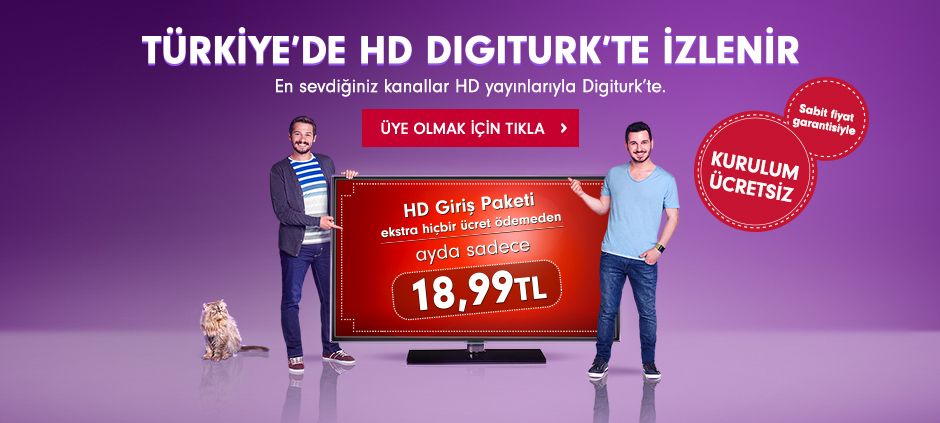 TÜRKİYE'DE HD DIGITURK'TE İZLENİR
En sevdiğiniz kanallar HD yayınlarıyla Digiturk'te.
ÜYE OLMAK İÇİN TIKLA >
Sabit fiyat
garantisiyle
KURULUM
ÜCRETSİZ
HD Giriş Paketi
ekstra hiçbir ücret ödemeden
ayda sadece
18,99TL